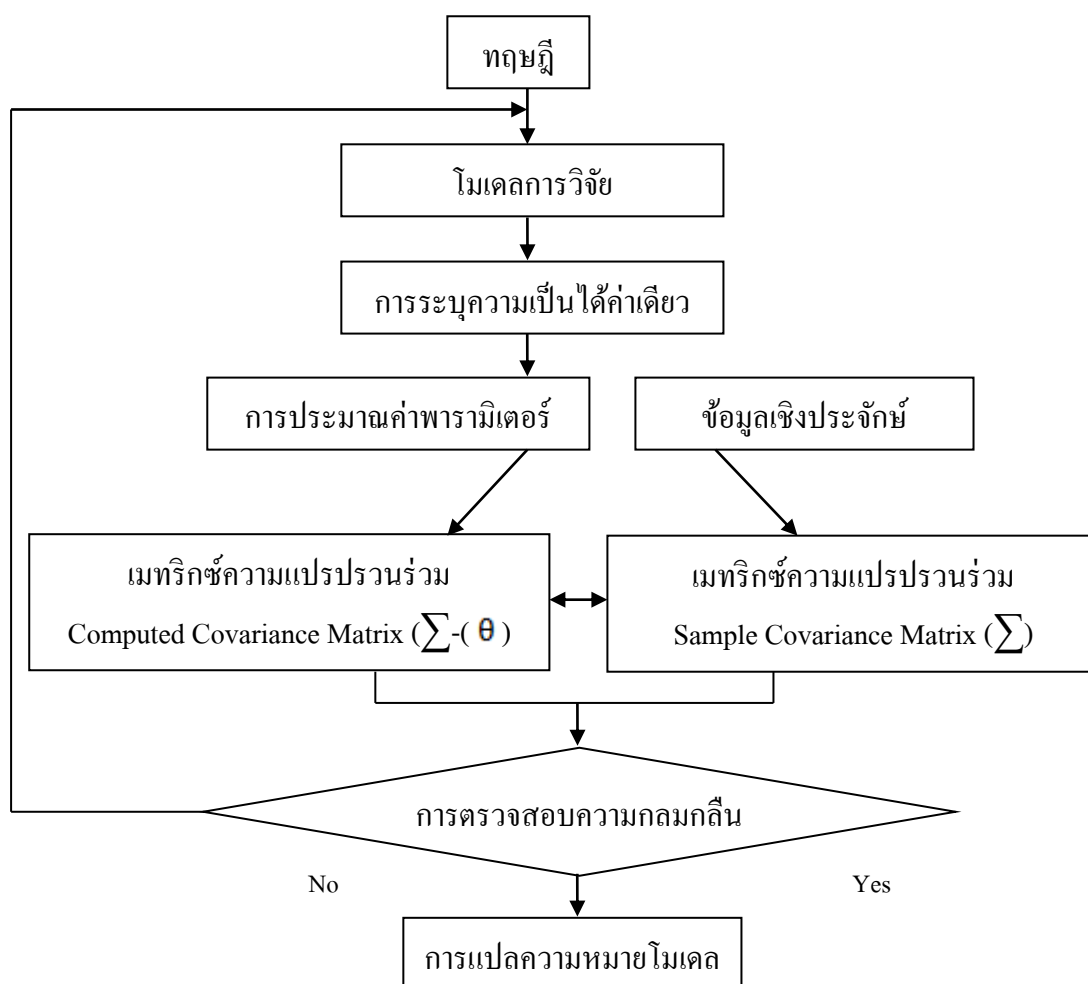 ทฤษฎี
โมเดลการวิจัย
การระบุความเป็นได้ค่าเดียว
การประมาณค่าพารามิเตอร์
ข้อมูลเชิงประจักษ์
เมทริกซ์ความแปรปรวนร่วม
Computed Covariance Matrix (∑-( θ )
เมทริกซ์ความแปรปรวนร่วม
Sample Covariance Matrix (∑)
การตรวจสอบความกลมกลืน
No
Yes
การแปลความหมายโมเดล